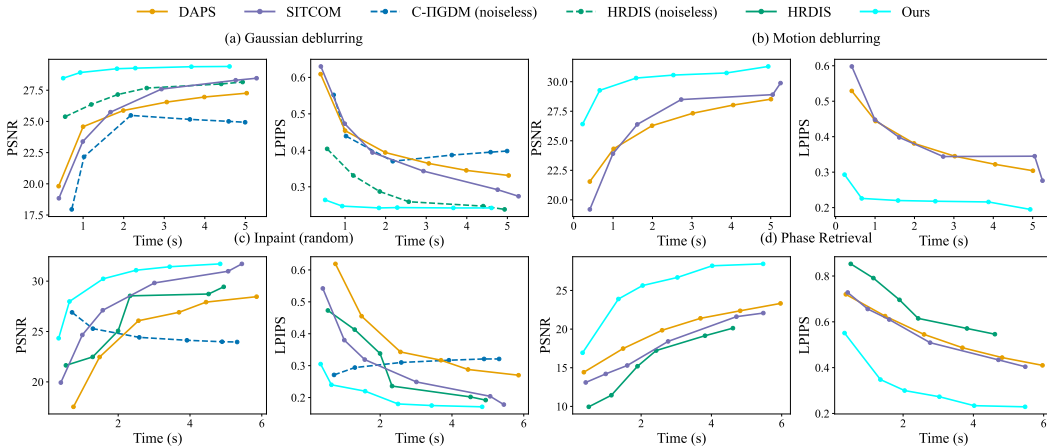 DAPS SITCOM C-ΠGDM (noiseless) HRDIS (noiseless) HRDIS Ours
(a) Gaussian deblurring (b) Motion deblurring
PSNR
27.5
25.0
22.5
20.0
17.5
1 2 3 4 5
Time (s)
LPIPS
0.6
0.5
0.4
0.3
1 2 3 4 5
Time (s)
PSNR
30.0
27.5
25.0
22.5
20.0
0 1 2 3 4 5
Time (s)
LPIPS
0.6
0.5
0.4
0.3
0.2
0 1 2 3 4 5
Time (s)
(c) Inpaint (random) (d) Phase Retrieval
PSNR
30
25
20
2 4 6
Time (s)
LPIPS
0.6
0.5
0.4
0.3
0.2
2 4 6
Time (s)
PSNR
30
25
20
15
10
2 4 6
Time (s)
LPIPS
0.8
0.6
0.4
0.2
2 4 6
Time (s)